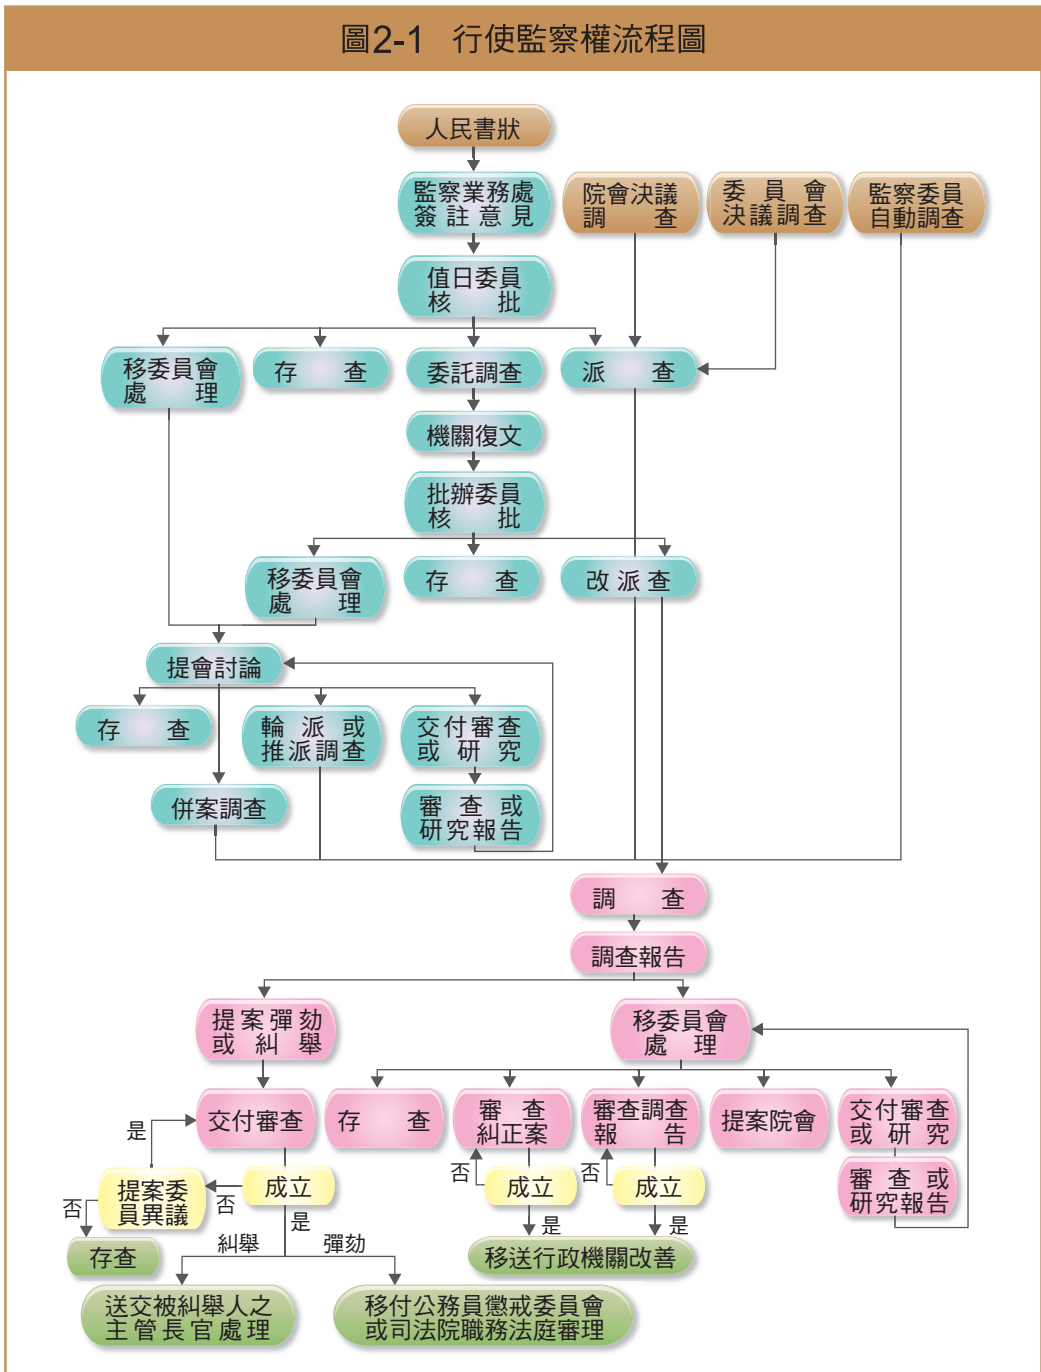 圖2-1 行使監察權流程圖
人民書狀
監察業務處
簽註意見
院會決議
調查
委員會
決議調查
監察委員
自動調查
值日委員
核批
移委員會
處理
存查
委託調查
派查
機關復文
批辦委員
核批
移委員會
處理
存查
改派查
提會討論
存查
輪派或
推派調查
交付審查
或研究
併案調查
審查或
研究報告
調查
調查報告
提案彈劾
或糾舉
移委員會
處理
交付審查
存查
審查
糾正案
審查調查
報告
提案院會
交付審查
或研究
是
否
否
提案委
員異議
否
成立
成立
成立
審查或
研究報告
否
是
是
是
存查
糾舉
彈劾
移送行政機關改善
送交被糾舉人之
主管長官處理
移付公務員懲戒委員會
或司法院職務法庭審理